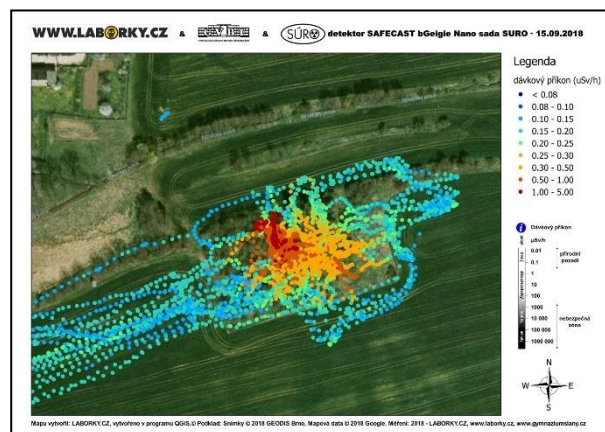 WWW.LABORKY.CZ & & SÚRO detektor SAFECAST bGeigie Nano sada SURO - 15.09.2018
Legenda
dávkový příkon (uSv/h)
< 0.08
0.08 - 0.10
0.10 - 0.15
0.15 - 0.20
0.20 - 0.25
0.25 - 0.30
0.30 - 0.50
0.50 - 1.00
1.00 - 5.00
Dávkový příkon
µSv/h
0.01
0.1
1
10
100
1000
10 000
100 000
1000 000
přírodní
pozadí
nebezpečná
zóna
N
W E
S
Mapu vytvořil: LABORKY.CZ, vytvořeno v programu QGIS,© Podklad: Snímky © 2018 GEODIS Brno, Mapová data © 2018 Google. Měření: 2018 - LABORKY.CZ, www.laborky.cz, www.gymnaziumslany.cz